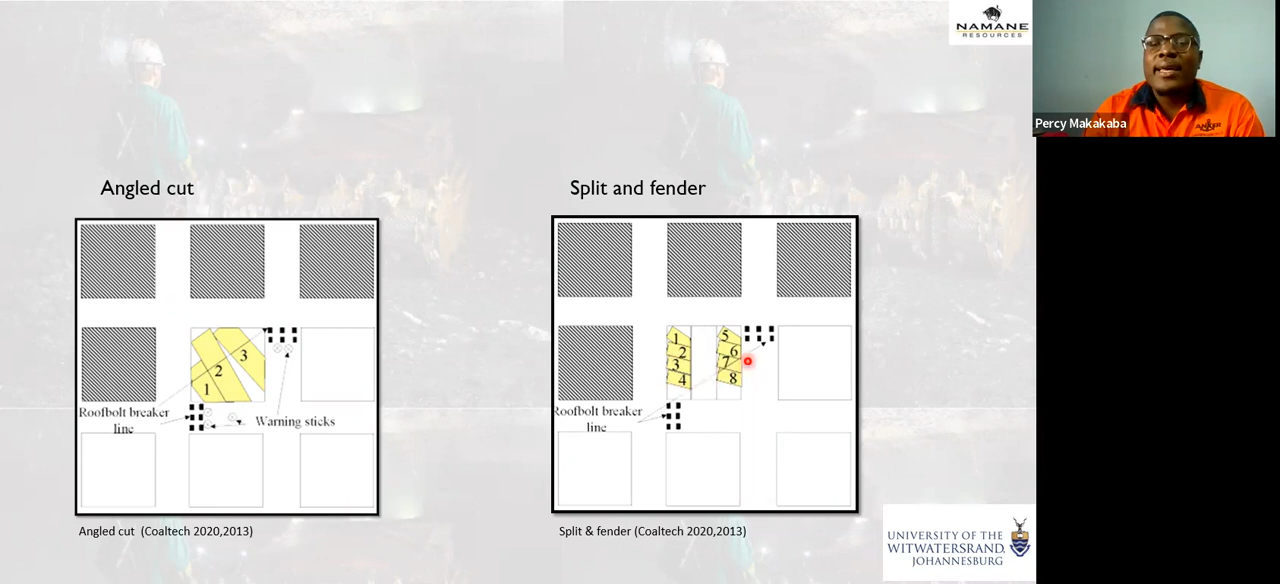 NAMANE
RESOURCES
Percy Makakaba
Angled cut
Split and fender
1
2
3
Roofbolt breaker
line
Warning sticks
1
2
3
4
5
6
7
8
Roofbolt breaker
line
Angled cut (Coaltech 2020,2013)
Split & fender (Coaltech 2020,2013)
UNIVERSITY OF THE
WITWATERSRAND,
JOHANNESBURG